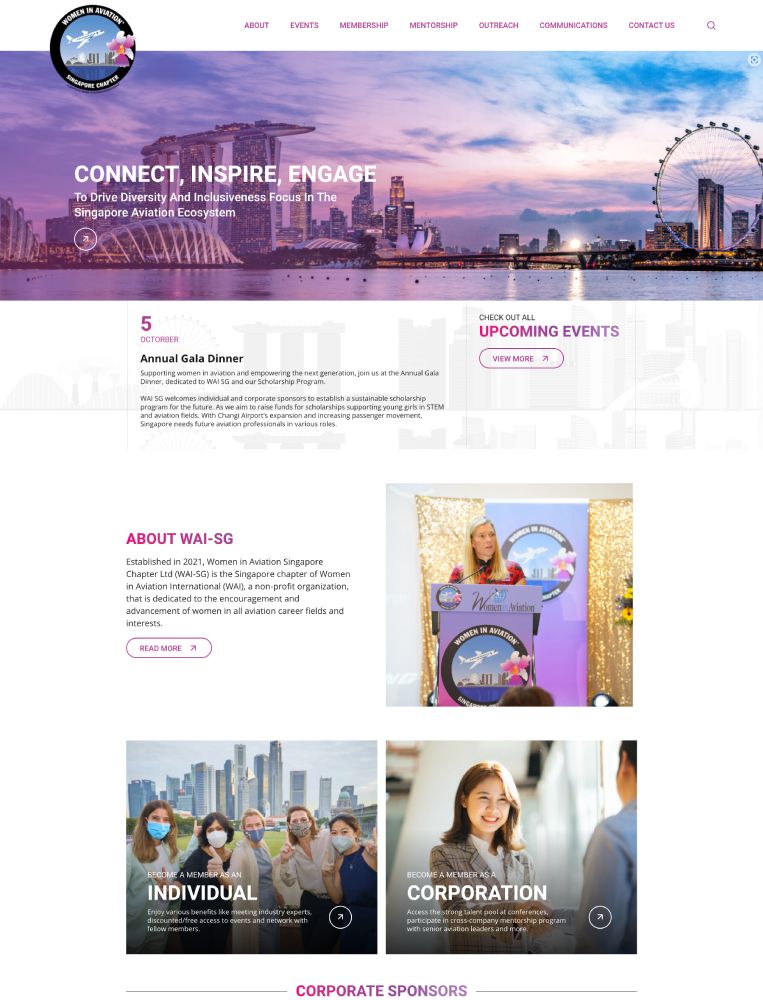 WOMEN IN AVIATION
SINGAPORE CHAPTER
ABOUT
EVENTS
MEMBERSHIP
MENTORSHIP
OUTREACH
COMMUNICATIONS
CONTACT US
CONNECT, INSPIRE, ENGAGE
To Drive Diversity And Inclusiveness Focus In The
Singapore Aviation Ecosystem
5
OCTORBER
Annual Gala Dinner
Supporting women in aviation and empowering the next generation, join us at the Annual Gala
Dinner, dedicated to WAI SG and our Scholarship Program.
WAI SG welcomes individual and corporate sponsors to establish a sustainable scholarship
program for the future. As we aim to raise funds for scholarships supporting young girls in STEM
and aviation fields. With Changi Airport's expansion and increasing passenger movement,
Singapore needs future aviation professionals in various roles.
CHECK OUT ALL
UPCOMING EVENTS
VIEW MORE
ABOUT WAI-SG
Established in 2021, Women in Aviation Singapore
Chapter Ltd (WAI-SG) is the Singapore chapter of Women
in Aviation International (WAI), a non-profit organization,
that is dedicated to the encouragement and
advancement of women in all aviation career fields and
interests.
READ MORE
WOMEN IN AVIATION
Women in Aviation
WOMEN IN AVIATION
BECOME A MEMBER AS AN
INDIVIDUAL
Enjoy various benefits like meeting industry experts,
discounted/free access to events and network with
fellow members.
BECOME A MEMBER AS A
CORPORATION
Access the strong talent pool at conferences,
participate in cross-company mentorship program
with senior aviation leaders and more.
CORPORATE SPONSORS